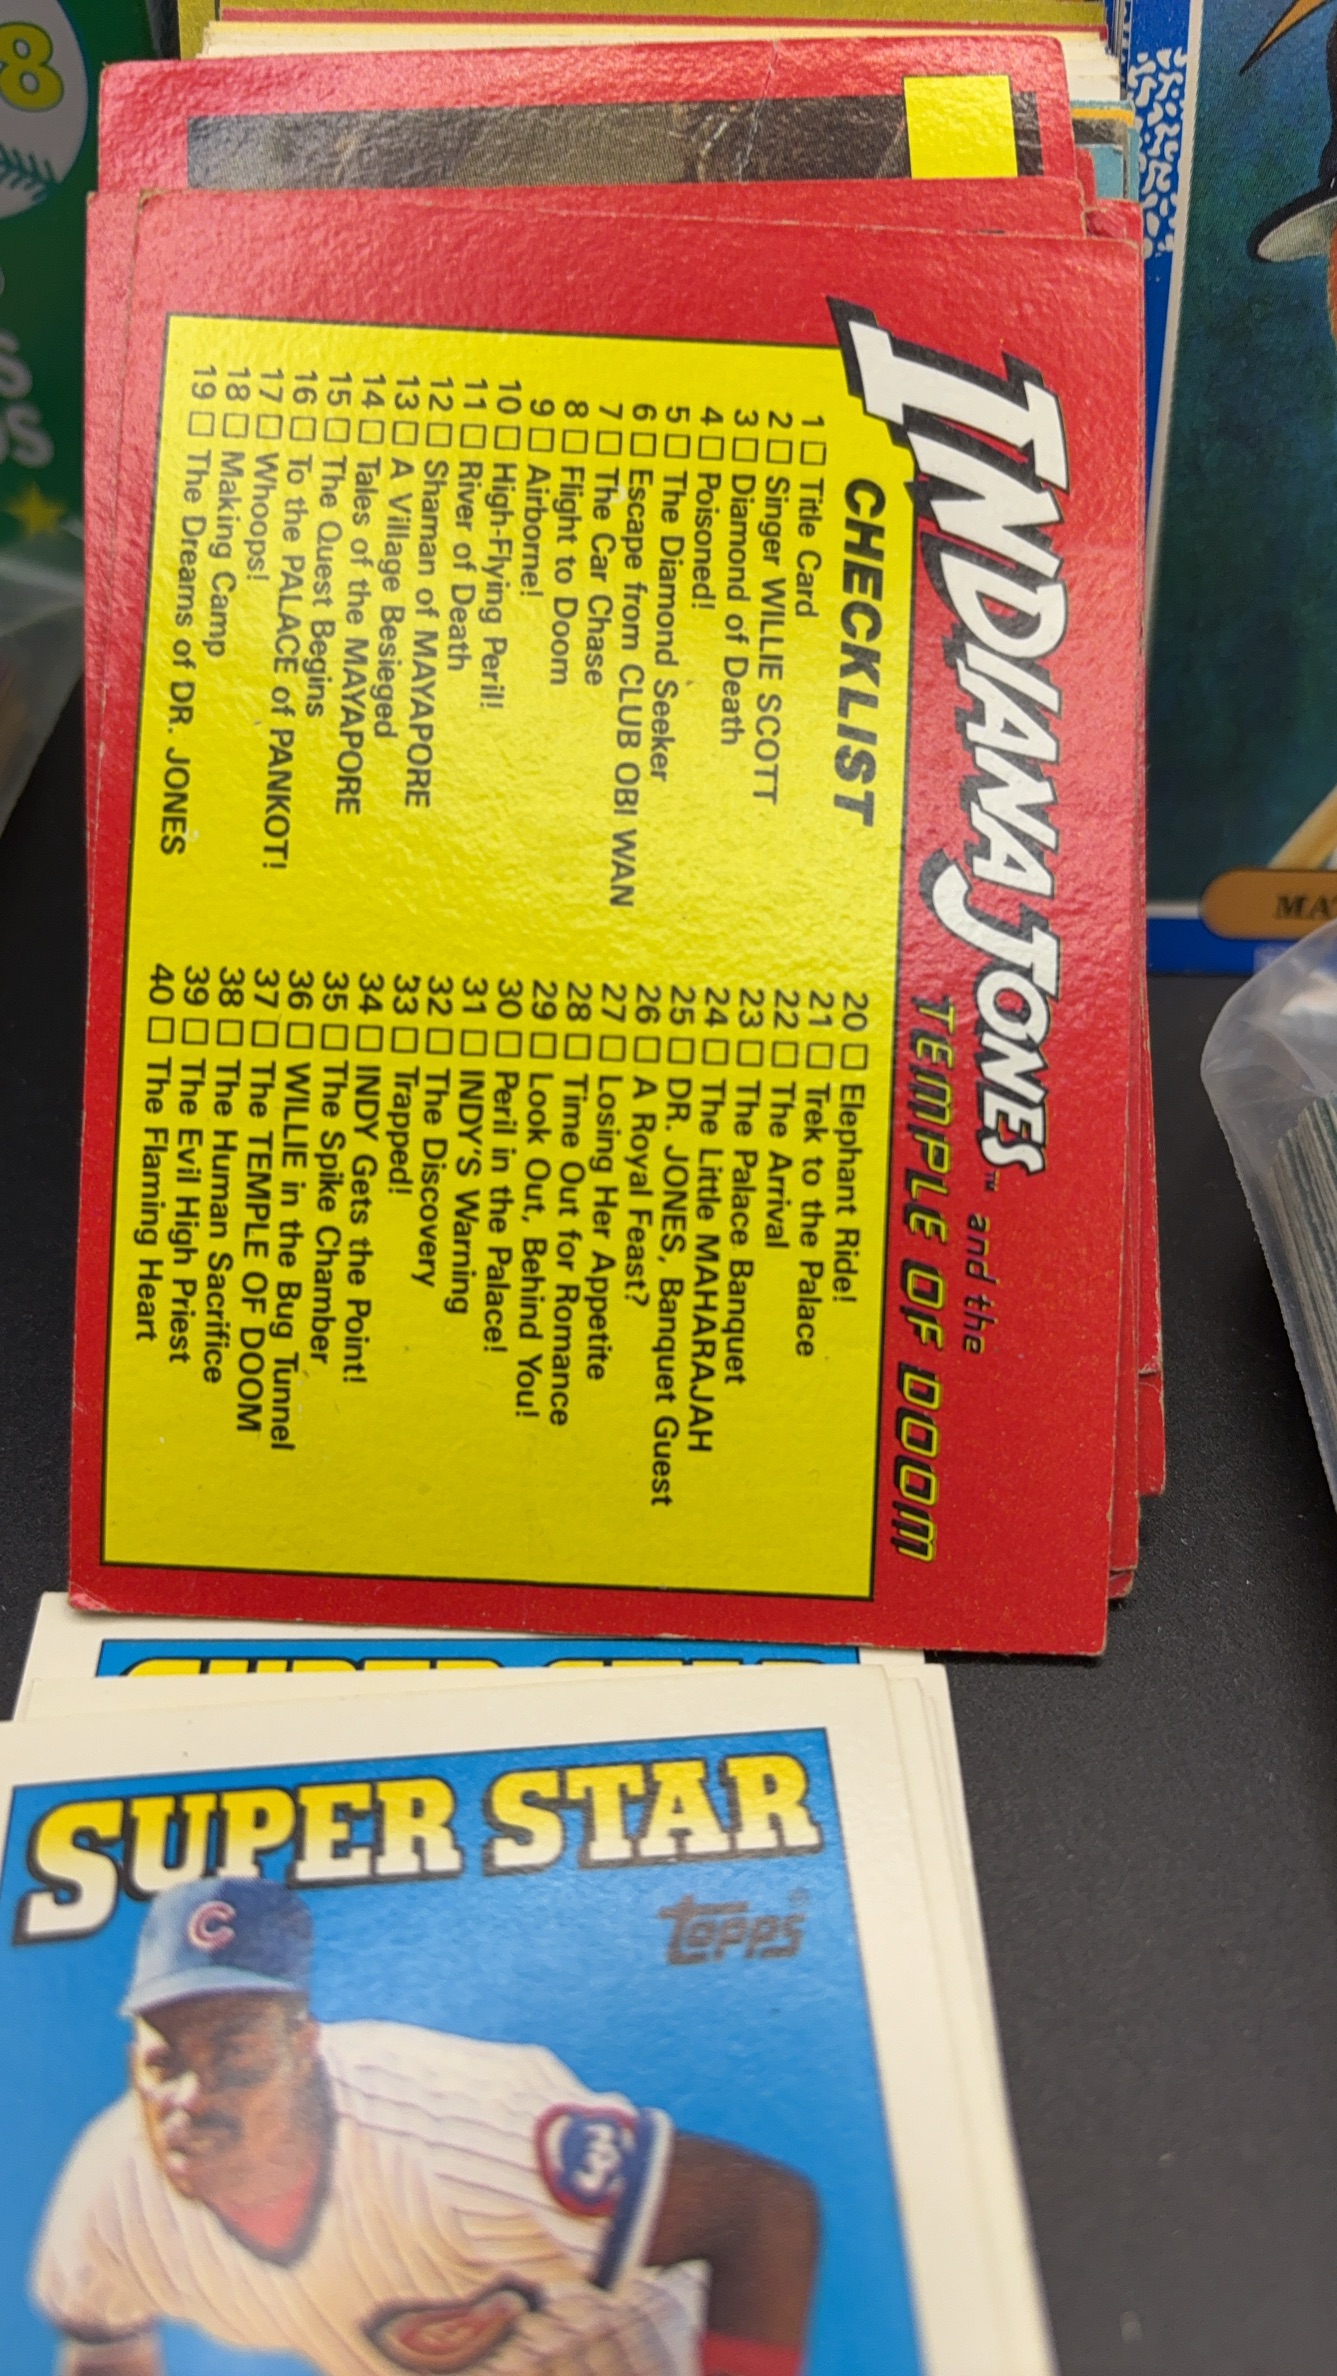 INDIANA JONES™ and the
TEMPLE OF DOOM
CHECKLIST
1 □ Title Card
2 □ Singer WILLIE SCOTT
3 □ Diamond of Death
4 □ Poisoned!
5 □ The Diamond Seeker
6 □ Escape from CLUB OBI WAN
7 □ The Car Chase
8 □ Flight to Doom
9 □ Airborne!
10 □ High-Flying Peril!
11 □ River of Death
12 □ Shaman of MAYAPORE
13 □ A Village Besieged
14 □ Tales of the MAYAPORE
15 □ The Quest Begins
16 □ To the PALACE of PANKOT!
17 □ Whoops!
18 □ Making Camp
19 □ The Dreams of DR. JONES
20 □ Elephant Ride!
21 □ Trek to the Palace
22 □ The Arrival
23 □ The Palace Banquet
24 □ The Little MAHARAJAH
25 □ DR. JONES, Banquet Guest
26 □ A Royal Feast?
27 □ Losing Her Appetite
28 □ Time Out for Romance
29 □ Look Out, Behind You!
30 □ Peril in the Palace!
31 □ INDY'S Warning
32 □ The Discovery
33 □ Trapped!
34 □ INDY Gets the Point!
35 □ The Spike Chamber
36 □ WILLIE in the Bug Tunnel
37 □ The TEMPLE OF DOOM
38 □ The Human Sacrifice
39 □ The Evil High Priest
40 □ The Flaming Heart
SUPER STAR
TOPPS®
C
8